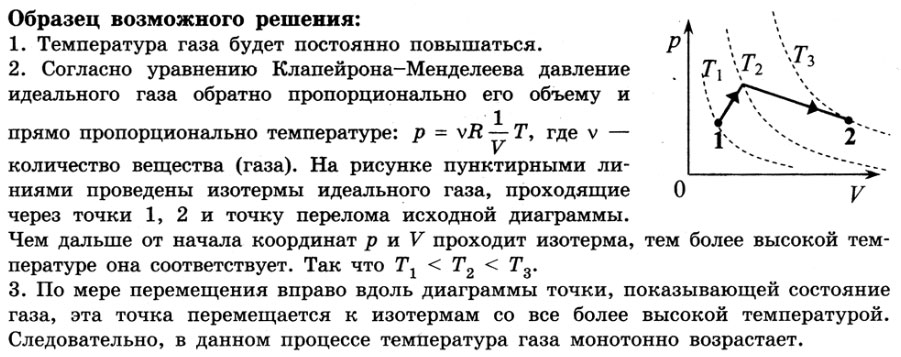 Образец возможного решения:
1. Температура газа будет постоянно повышаться.
2. Согласно уравнению Клапейрона–Менделеева давление
идеального газа обратно пропорционально его объему и
прямо пропорционально температуре: p = νR 1/V T, где ν —
количество вещества (газа). На рисунке пунктирными ли-
ниями проведены изотермы идеального газа, проходящие
через точки 1, 2 и точку перелома исходной диаграммы.
Чем дальше от начала координат p и V проходит изотерма, тем более высокой тем-
пературе она соответствует. Так что T₁ < T₂ < T₃.
3. По мере перемещения вправо вдоль диаграммы точки, показывающей состояние
газа, эта точка перемещается к изотермам со все более высокой температурой.
Следовательно, в данном процессе температура газа монотонно возрастает.
p
T₁ T₂ T₃
1 2
0 V